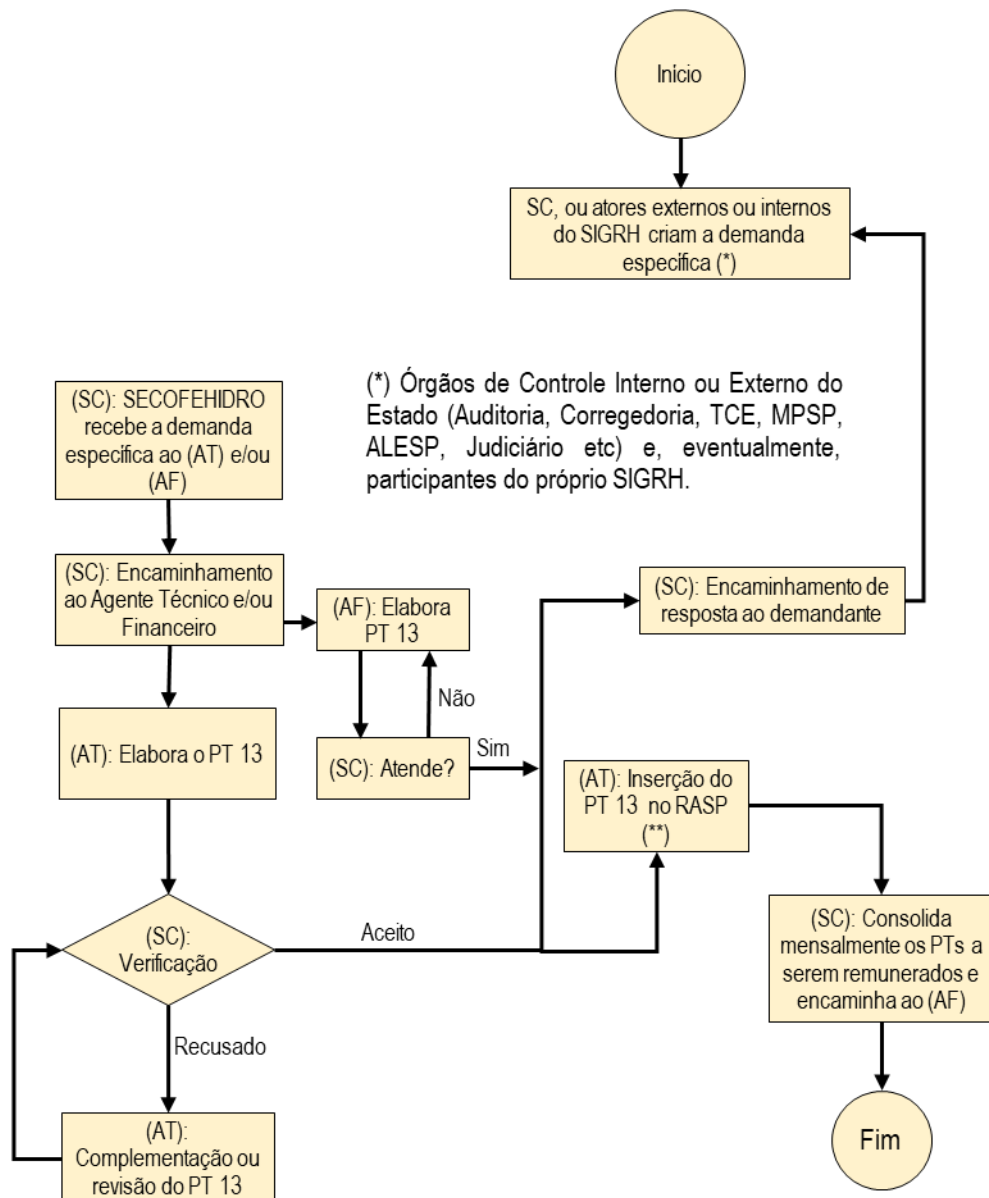 Início
SC, ou atores externos ou internos
do SIGRH criam a demanda
específica (*)
(*) Órgãos de Controle Interno ou Externo do
Estado (Auditoria, Corregedoria, TCE, MPSP,
ALESP, Judiciário etc) e, eventualmente,
participantes do próprio SIGRH.
(SC): SECOFEHIDRO
recebe a demanda
específica ao (AT) e/ou
(AF)
(SC): Encaminhamento
ao Agente Técnico e/ou
Financeiro
(AF): Elabora
PT 13
(SC): Encaminhamento de
resposta ao demandante
Não
(AT): Elabora o PT 13
(SC): Atende?
Sim
(AT): Inserção do
PT 13 no RASP
(**)
(SC):
Verificação
Aceito
(SC): Consolida
mensalmente os PTs a
serem remunerados e
encaminha ao (AF)
Recusado
(AT):
Complementação ou
revisão do PT 13
Fim